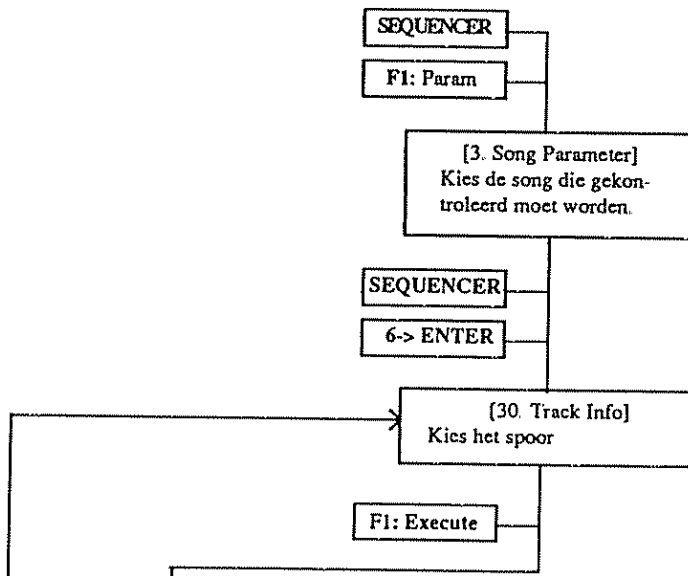 SEQUENCER
F1: Param
[3. Song Parameter]
Kies de song die gekon-
troleerd moet worden.
SEQUENCER
6-> ENTER
[30. Track Info]
Kies het spoor
F1: Execute